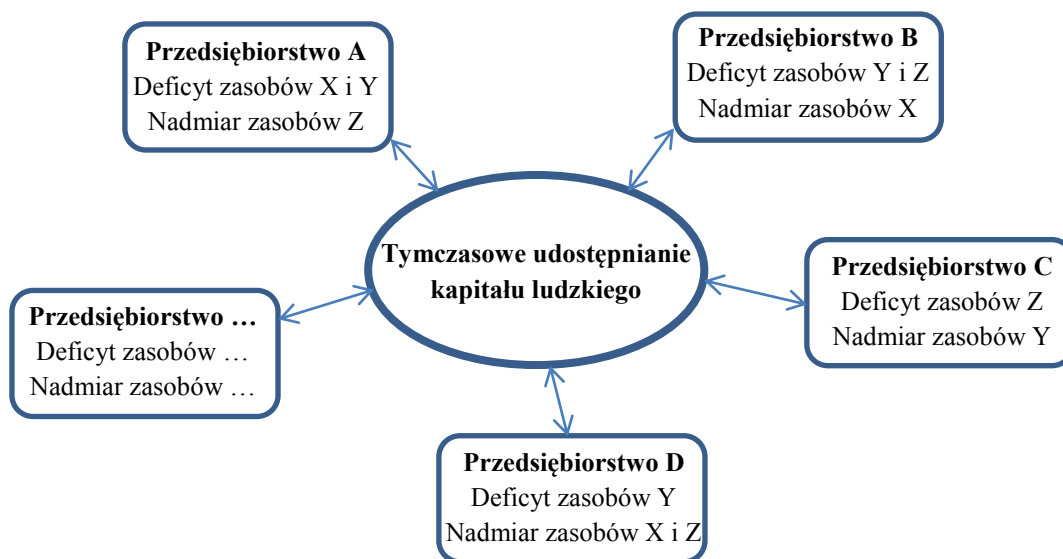 Przedsiębiorstwo A
Deficyt zasobów X i Y
Nadmiar zasobów Z
Przedsiębiorstwo B
Deficyt zasobów Y i Z
Nadmiar zasobów X
Tymczasowe udostępnianie
kapitału ludzkiego
Przedsiębiorstwo C
Deficyt zasobów Z
Nadmiar zasobów Y
Przedsiębiorstwo …
Deficyt zasobów …
Nadmiar zasobów …
Przedsiębiorstwo D
Deficyt zasobów Y
Nadmiar zasobów X i Z